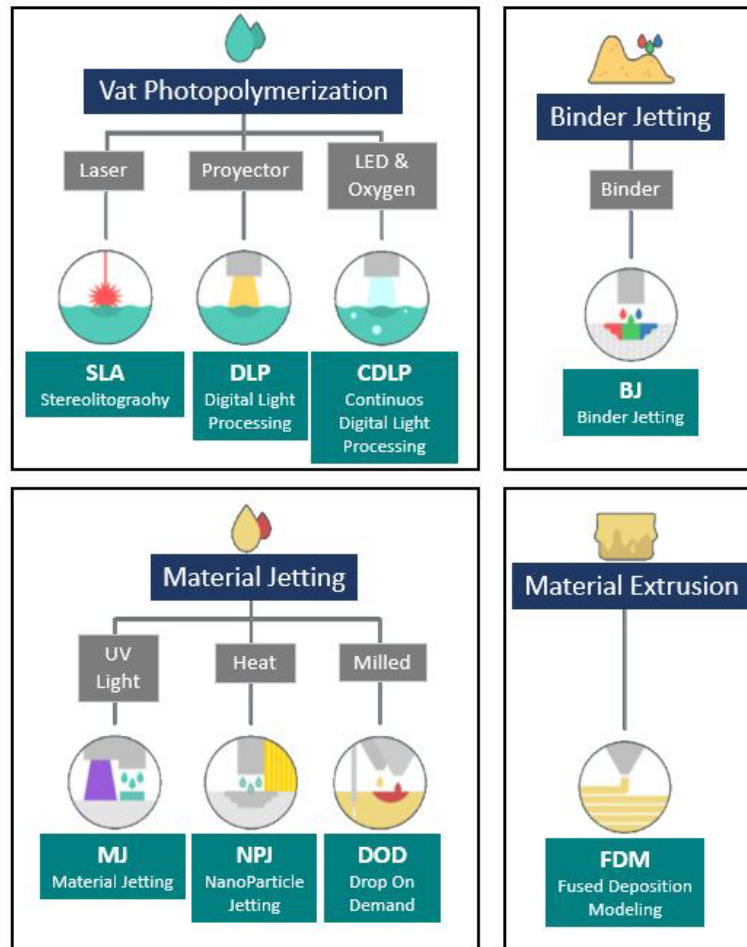 Vat Photopolymerization
Laser
Proyector
LED &
Oxygen
SLA
Stereolitograohy
DLP
Digital Light
Processing
CDLP
Continuos
Digital Light
Processing
Binder Jetting
Binder
BJ
Binder Jetting
Material Jetting
UV
Light
Heat
Milled
MJ
Material Jetting
NPJ
NanoParticle
Jetting
DOD
Drop On
Demand
Material Extrusion
FDM
Fused Deposition
Modeling